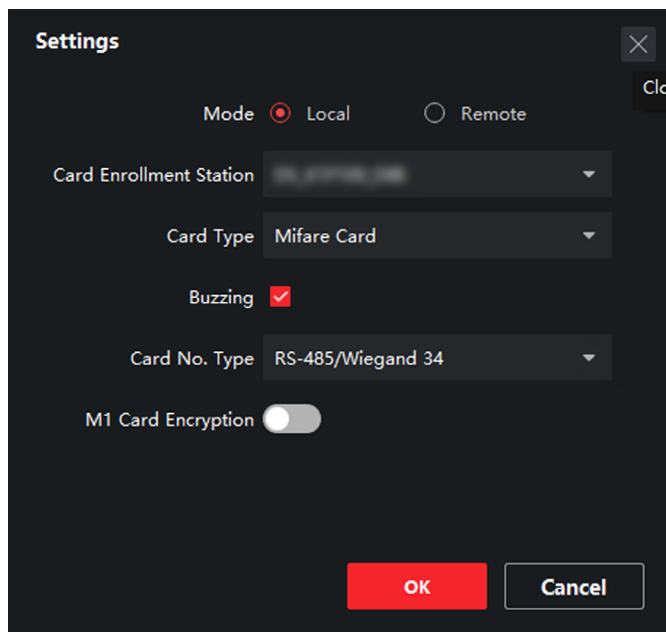 Settings
Clo
Mode Local Remote
Card Enrollment Station
Card Type Mifare Card
Buzzing
Card No. Type RS-485/Wiegand 34
M1 Card Encryption
OK Cancel